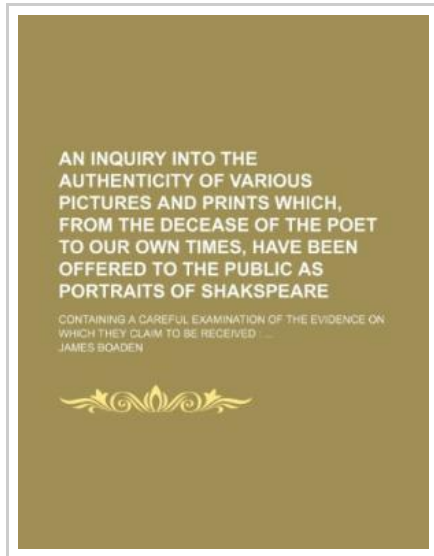 AN INQUIRY INTO THE
AUTHENTICITY OF VARIOUS
PICTURES AND PRINTS WHICH,
FROM THE DECEASE OF THE POET
TO OUR OWN TIMES, HAVE BEEN
OFFERED TO THE PUBLIC AS
PORTRAITS OF SHAKSPEARE
CONTAINING A CAREFUL EXAMINATION OF THE EVIDENCE ON
WHICH THEY CLAIM TO BE RECEIVED : ...
JAMES BOADEN